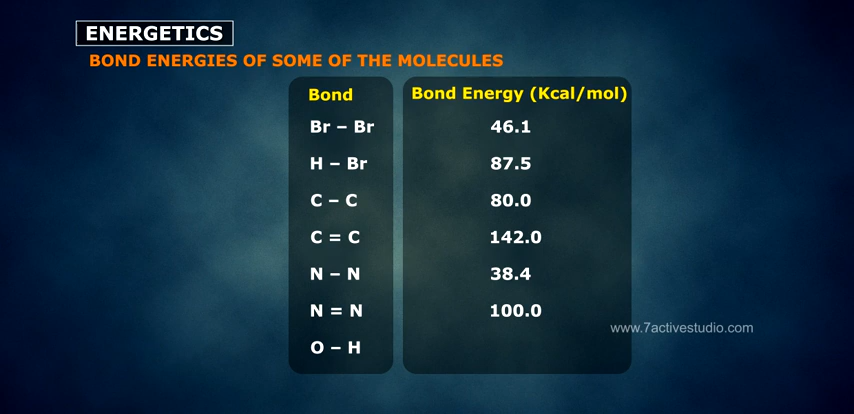 ENERGETICS
BOND ENERGIES OF SOME OF THE MOLECULES
Bond Bond Energy (Kcal/mol)
Br – Br 46.1
H – Br 87.5
C – C 80.0
C = C 142.0
N – N 38.4
N = N 100.0
www.7activestudio.com
O – H